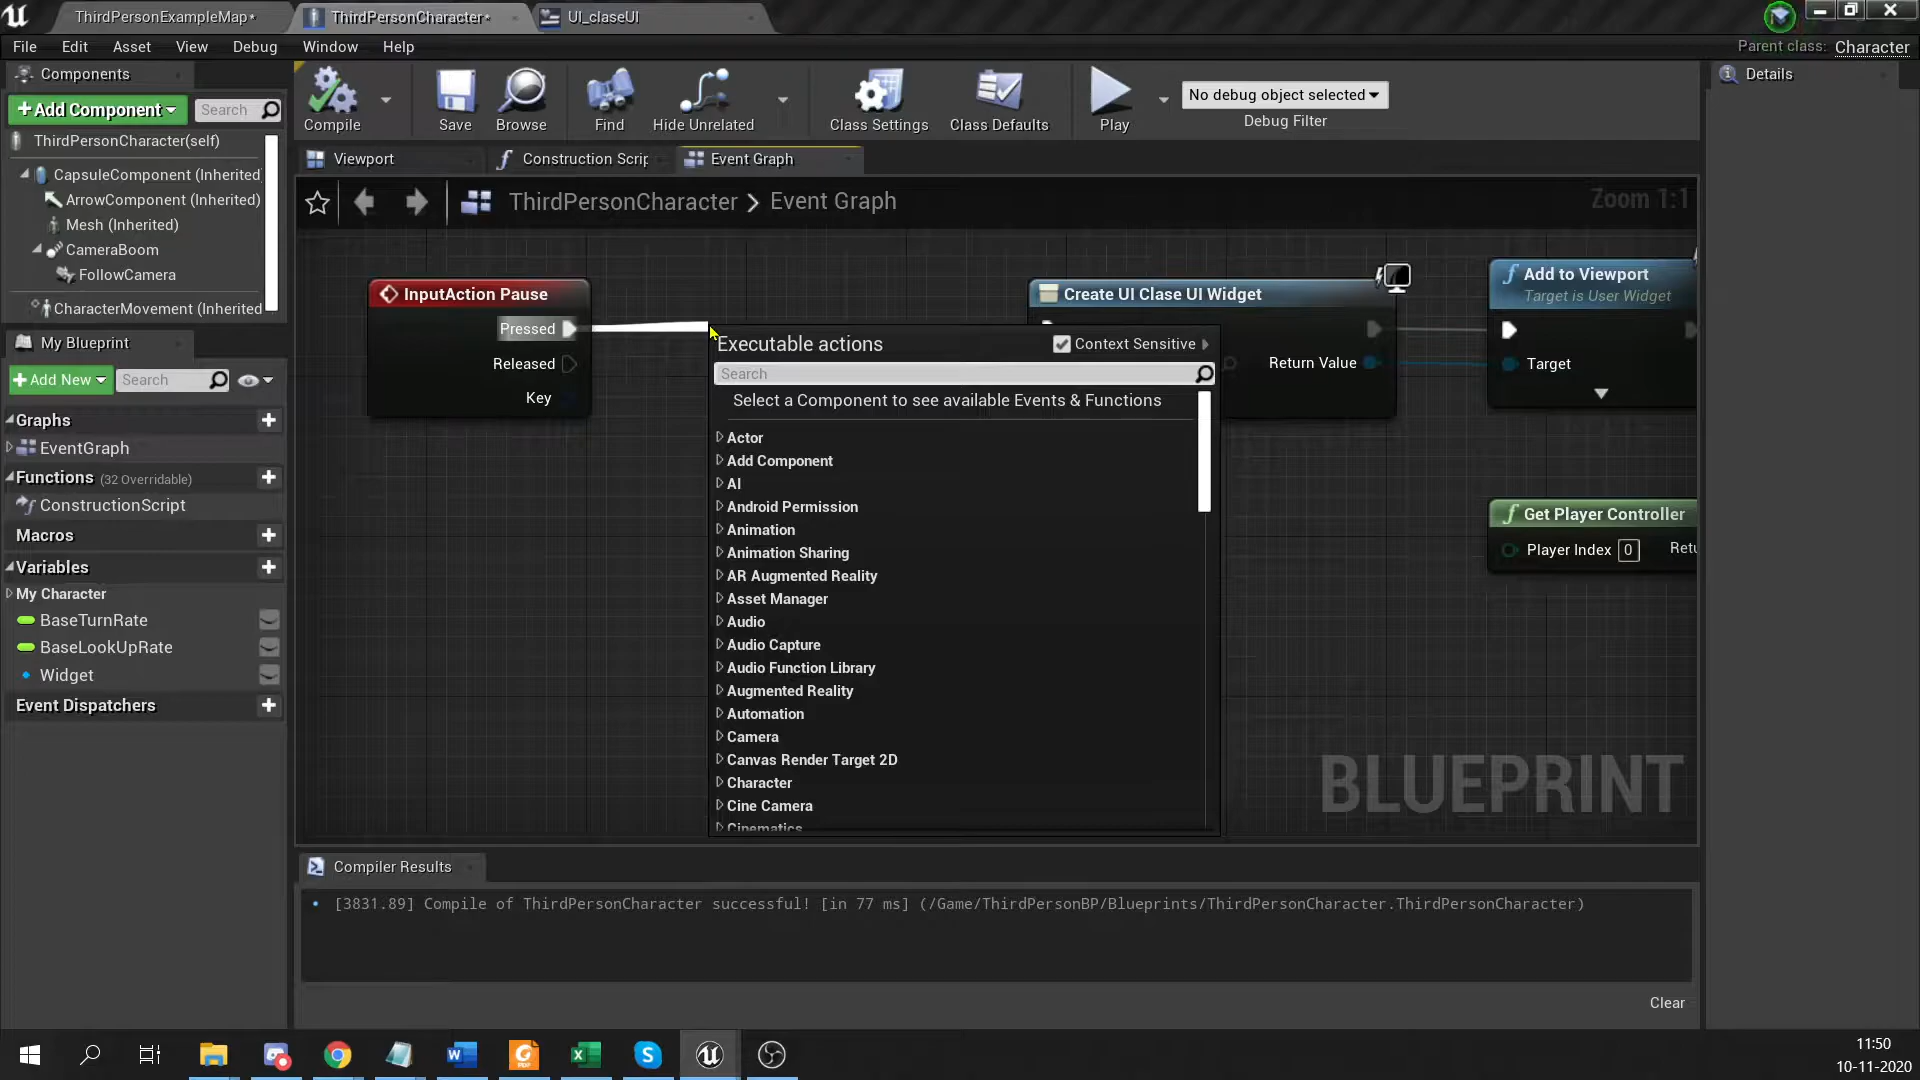 ThirdPersonExampleMap*
ThirdPersonCharacter*
UI_claseUI
File Edit Asset View Debug Window Help
Parent class: Character
Components
+Add Component
Search
ThirdPersonCharacter(self)
CapsuleComponent (Inherited
ArrowComponent (Inherited)
Mesh (Inherited)
CameraBoom
FollowCamera
CharacterMovement (Inherited
My Blueprint
+Add New
Search
Graphs
EventGraph
Functions (32 Overridable)
ConstructionScript
Macros
Variables
My Character
BaseTurnRate
BaseLookUpRate
Widget
Event Dispatchers
Compile
Save
Browse
Find
Hide Unrelated
Class Settings
Class Defaults
Play
No debug object selected
Debug Filter
Details
Viewport
Construction Scrip
Event Graph
ThirdPersonCharacter > Event Graph
Zoom 1:1
InputAction Pause
Pressed
Released
Key
Create UI Clase UI Widget
Return Value
Add to Viewport
Target is User Widget
Target
Get Player Controller
Player Index 0
Retu
Executable actions
Context Sensitive
Search
Select a Component to see available Events & Functions
Actor
Add Component
AI
Android Permission
Animation
Animation Sharing
AR Augmented Reality
Asset Manager
Audio
Audio Capture
Audio Function Library
Augmented Reality
Automation
Camera
Canvas Render Target 2D
Character
Cine Camera
Cinematics
BLUEPRINT
Compiler Results
[3831.89] Compile of ThirdPersonCharacter successful! [in 77 ms] (/Game/ThirdPersonBP/Blueprints/ThirdPersonCharacter.ThirdPersonCharacter)
Clear
11:50
10-11-2020